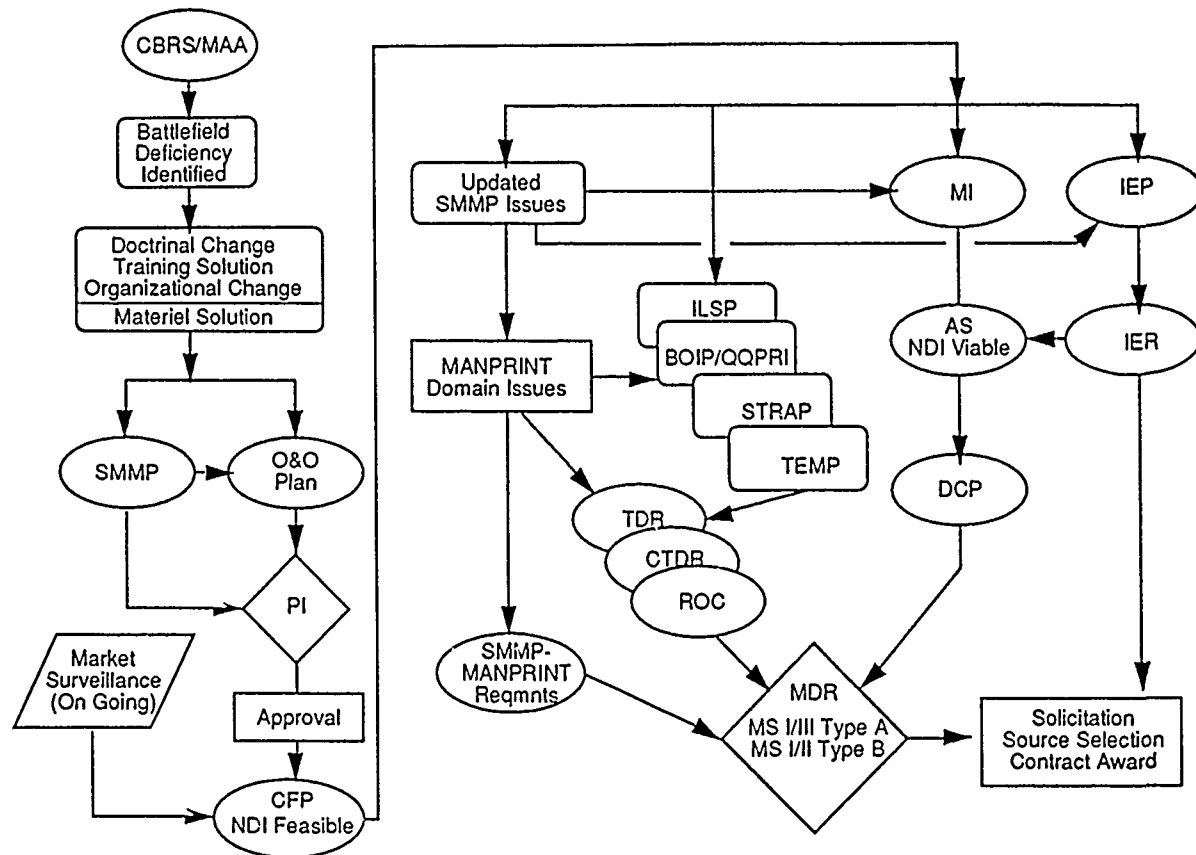 CBRS/MAA
Battlefield
Deficiency
Identified
Doctrinal Change
Training Solution
Organizational Change
Materiel Solution
SMMP
O&O
Plan
PI
Market
Surveillance
(On Going)
Approval
CFP
NDI Feasible
Updated
SMMP Issues
MI
IEP
ILSP
BOIP/QQPRI
STRAP
TEMP
MANPRINT
Domain Issues
AS
NDI Viable
IER
DCP
TDR
CTDR
ROC
SMMP-
MANPRINT
Reqmnts
MDR
MS I/III Type A
MS I/II Type B
Solicitation
Source Selection
Contract Award